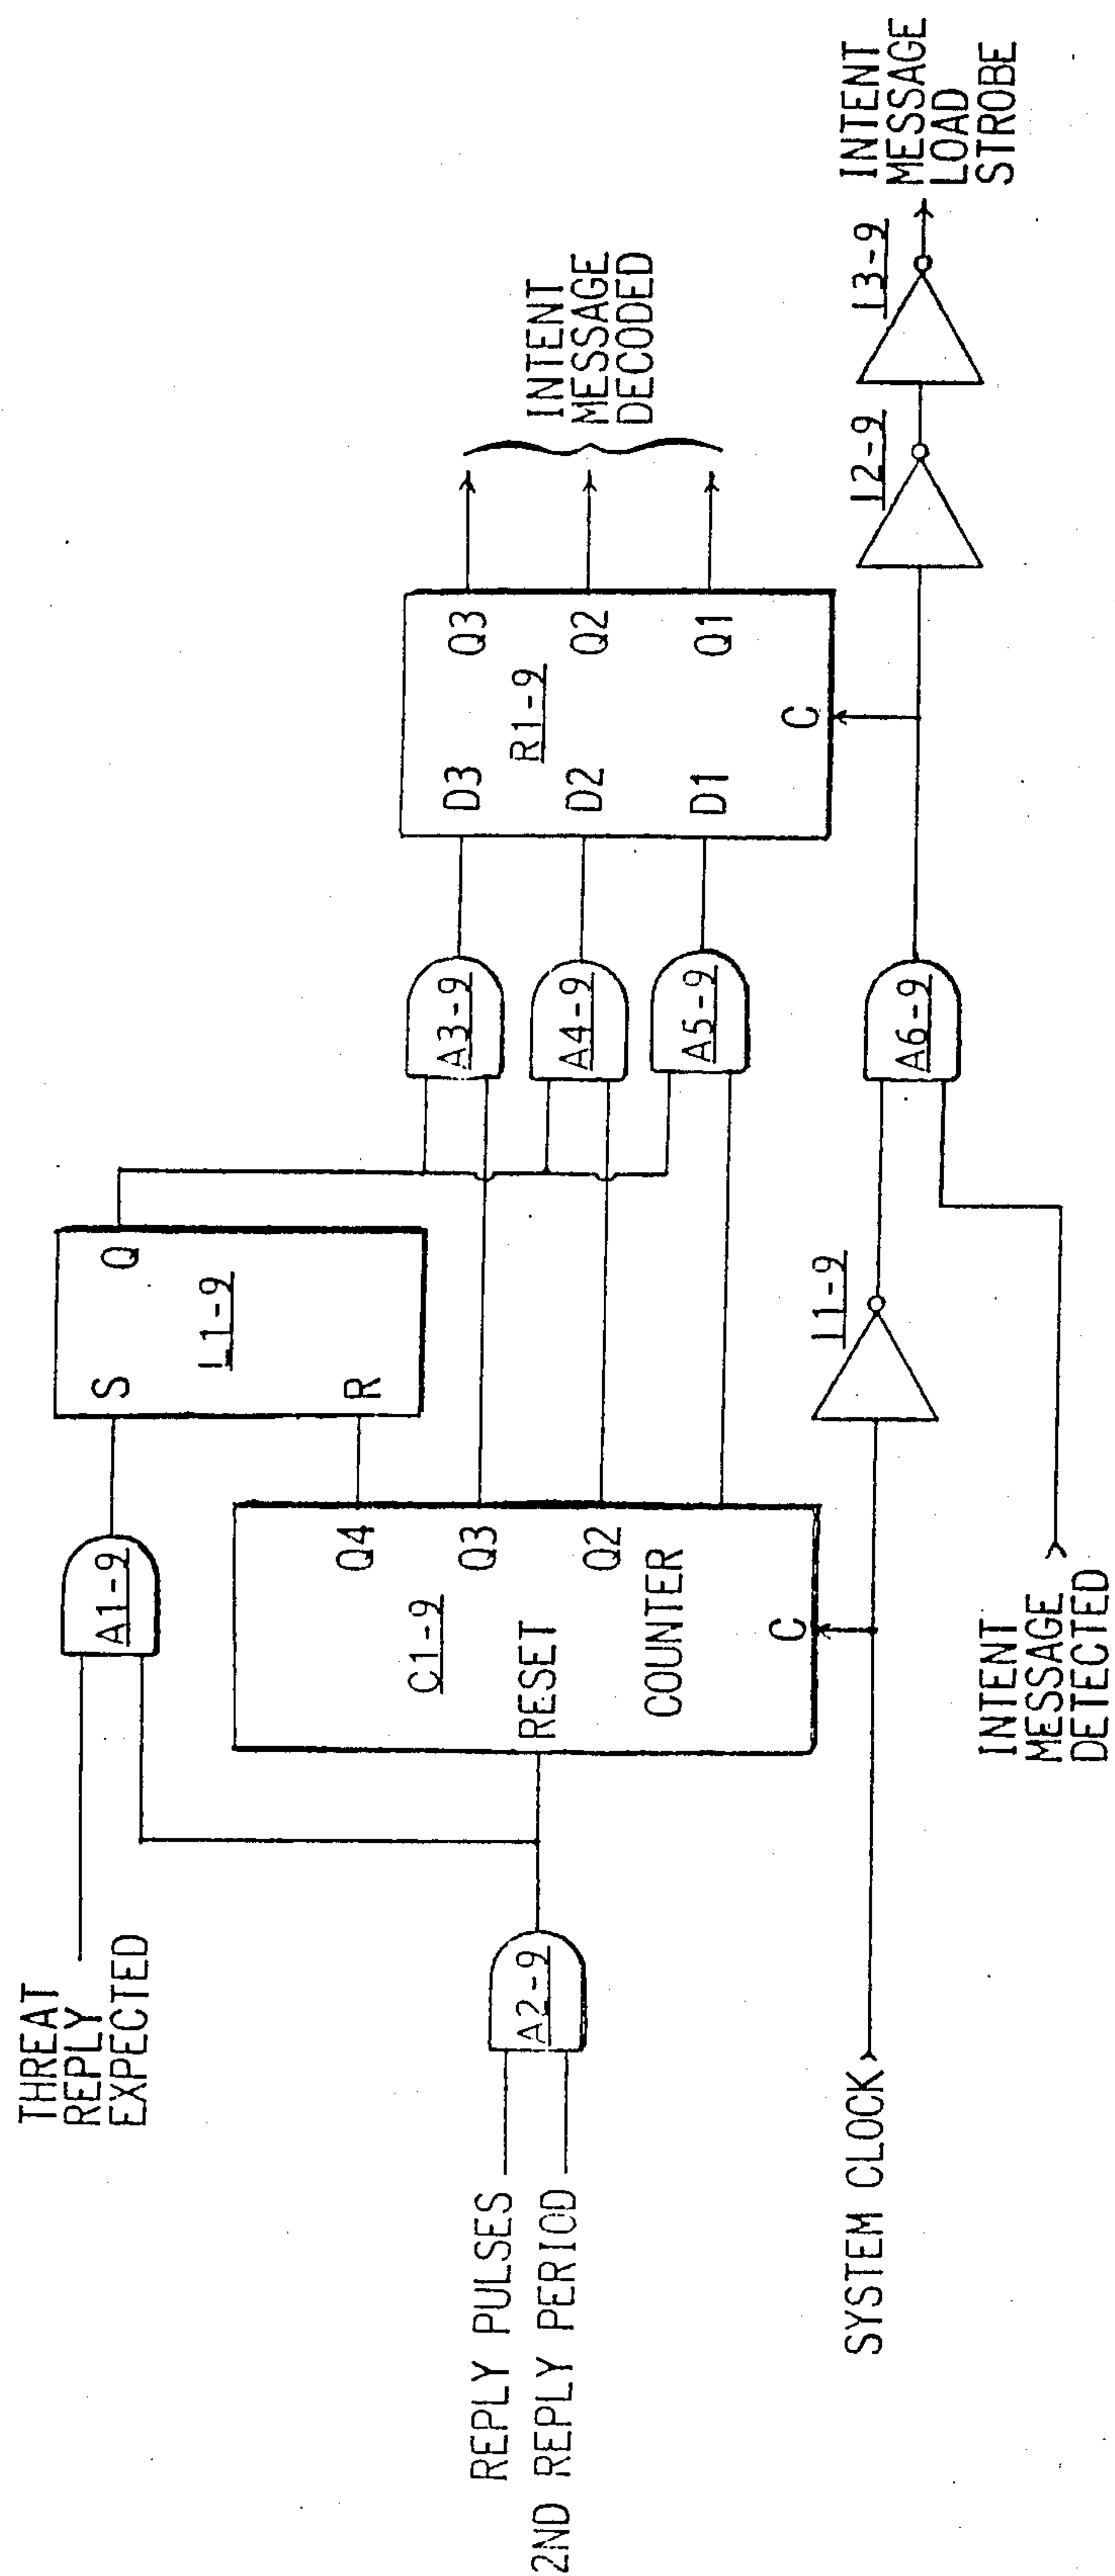 THREAT
REPLY
EXPECTED
A1-9
S
Q
L1-9
R
REPLY PULSES
2ND REPLY PERIOD
A2-9
Q4
C1-9
Q3
RESET
Q2
COUNTER
C
A3-9
A4-9
A5-9
D3
Q3
R1-9
D2
Q2
D1
Q1
C
INTENT
MESSAGE
DECODED
SYSTEM CLOCK
I1-9
A6-9
I2-9
I3-9
INTENT
MESSAGE
LOAD
STROBE
INTENT
MESSAGE
DETECTED